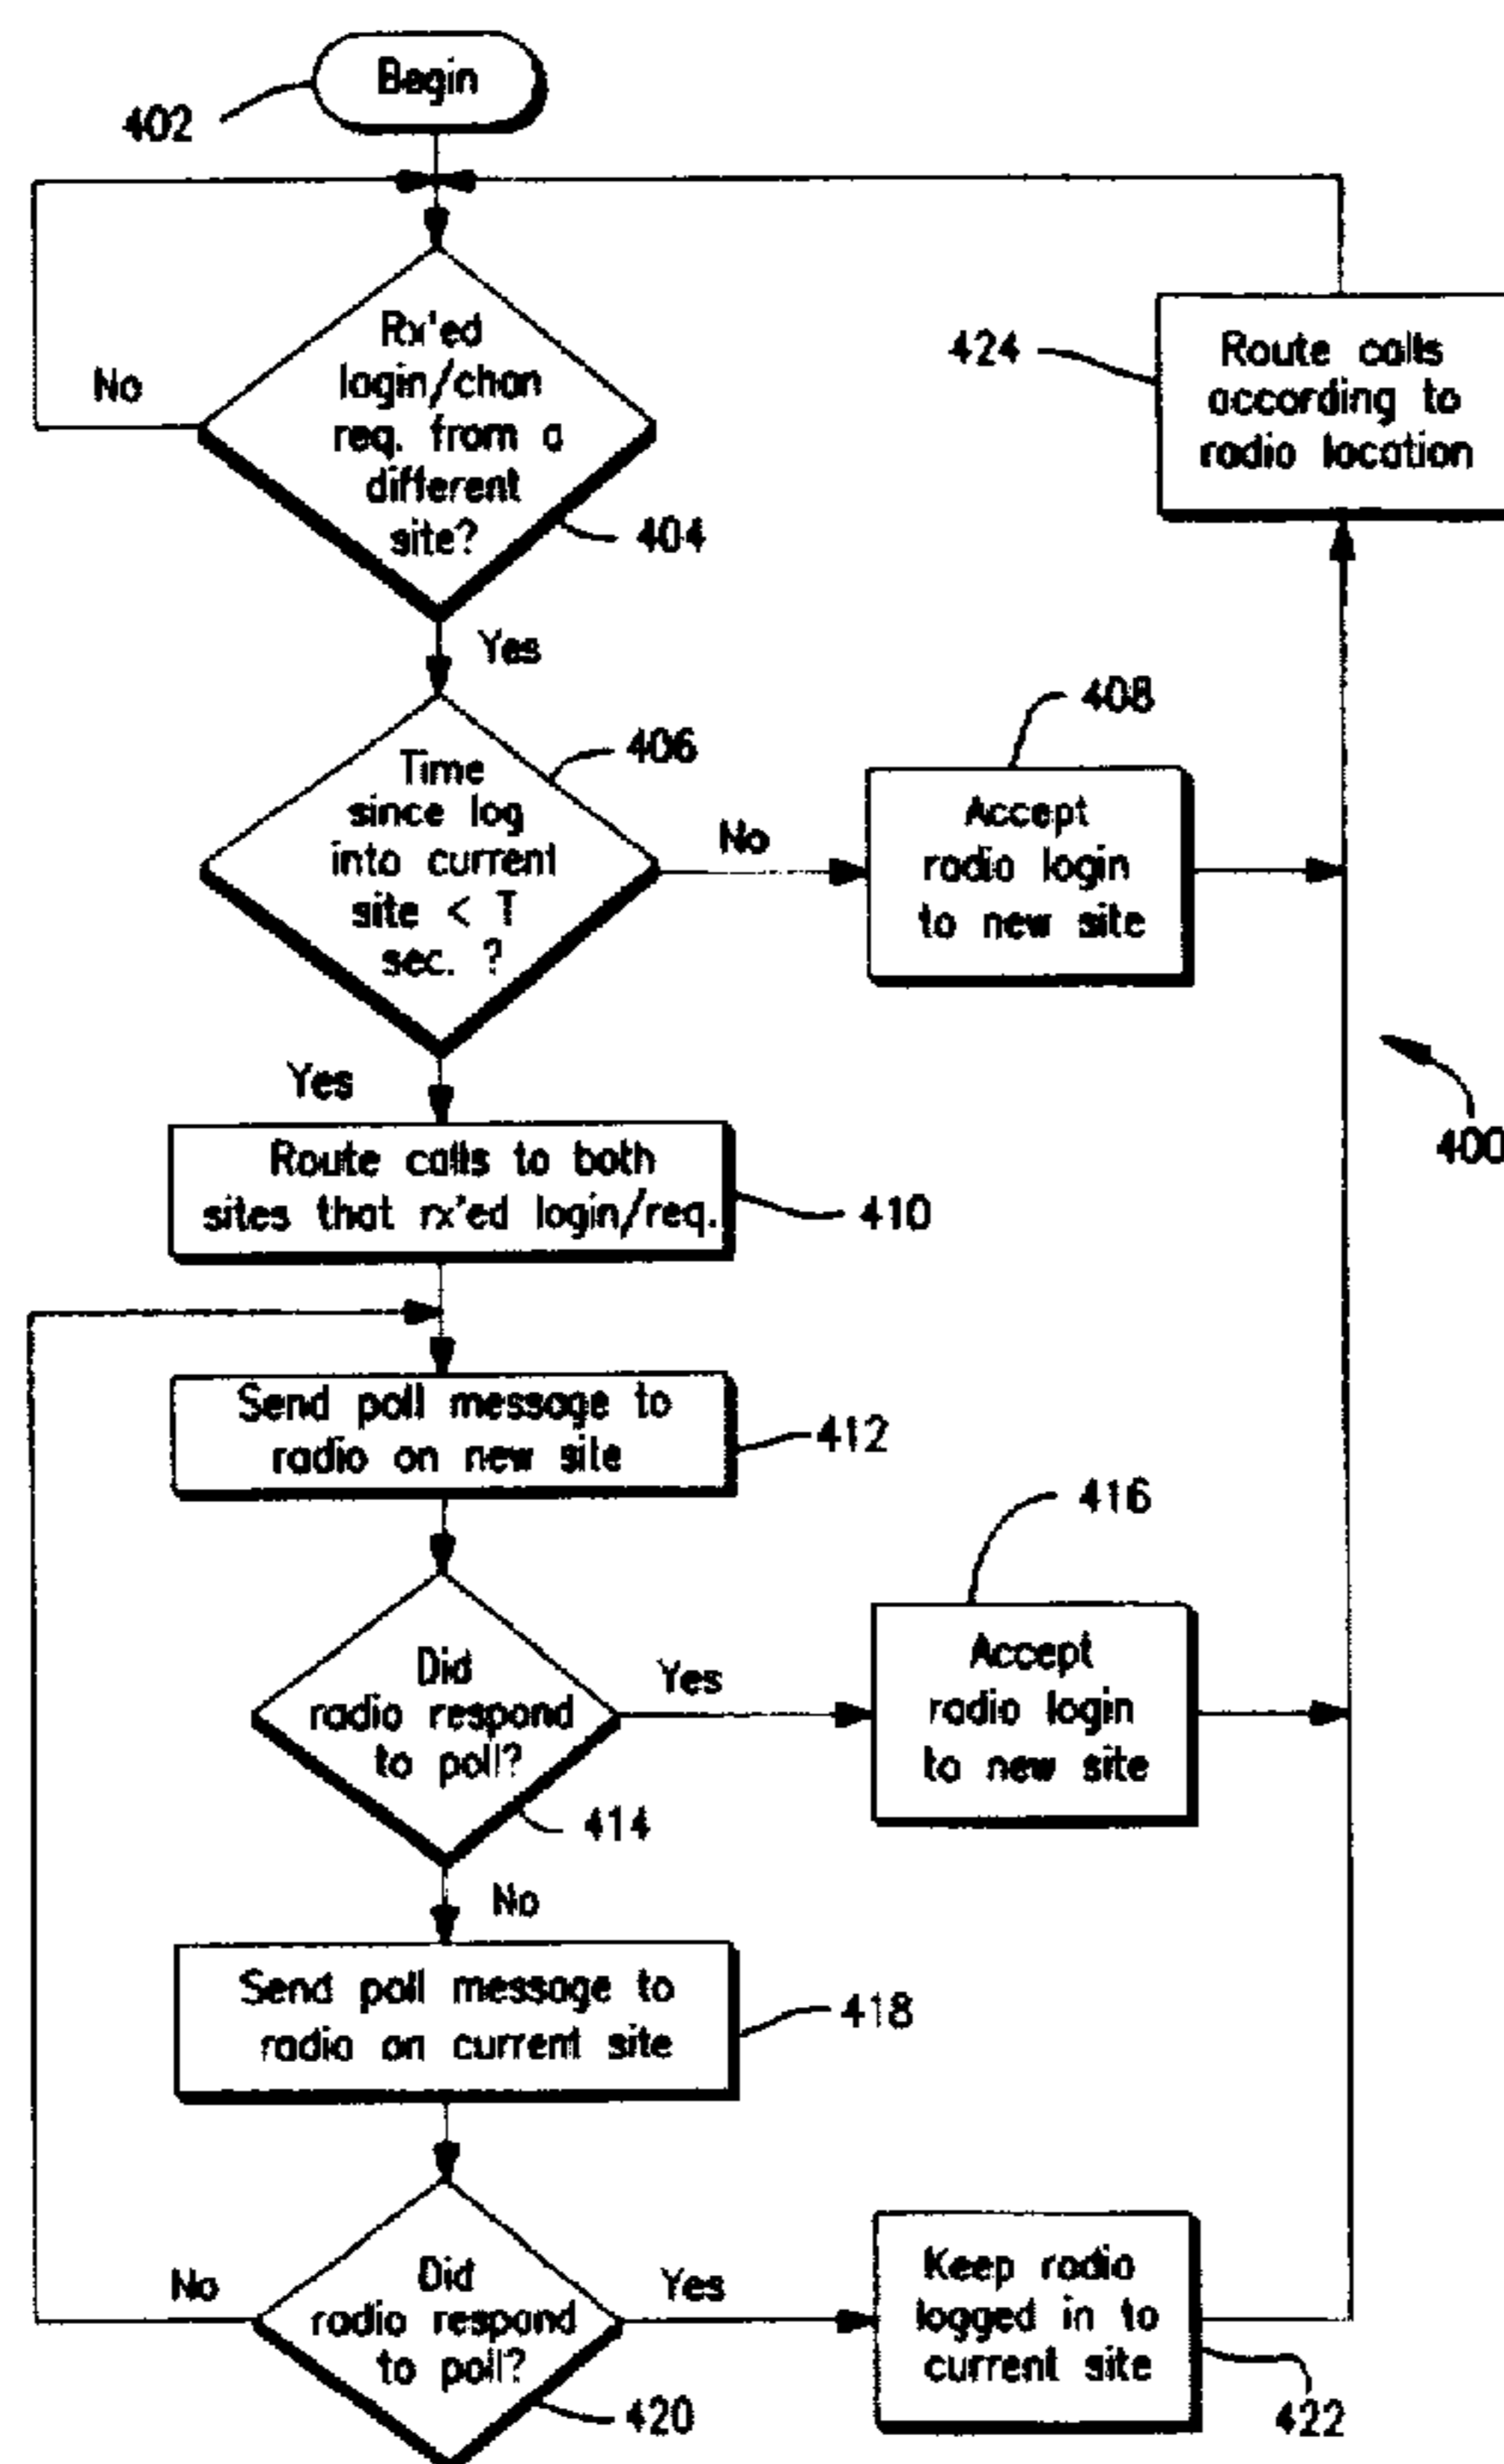 Begin
402
Rx'ed
login/chan
req. from a
different
site?
404
No
Yes
424
Route calls
according to
radio location
Time
since log
into current
site < T
sec. ?
406
No
Yes
408
Accept
radio login
to new site
400
Route calls to both
sites that rx'ed login/req.
410
Send poll message to
radio on new site
412
Did
radio respond
to poll?
414
Yes
No
416
Accept
radio login
to new site
Send poll message to
radio on current site
418
Did
radio respond
to poll?
420
No
Yes
Keep radio
logged in to
current site
422